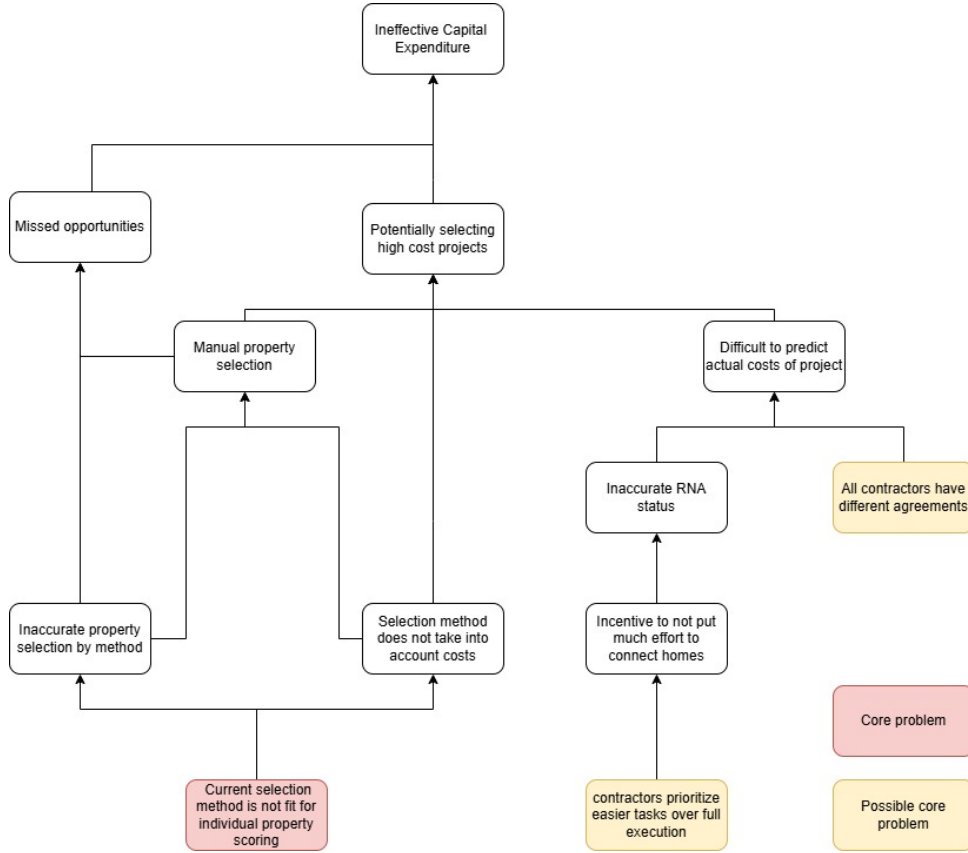 Ineffective Capital
Expenditure
Missed opportunities
Potentially selecting
high cost projects
Manual property
selection
Difficult to predict
actual costs of project
Inaccurate RNA
status
All contractors have
different agreements
Inaccurate property
selection by method
Selection method
does not take into
account costs
Incentive to not put
much effort to
connect homes
Core problem
Current selection
method is not fit for
individual property
scoring
contractors prioritize
easier tasks over full
execution
Possible core
problem